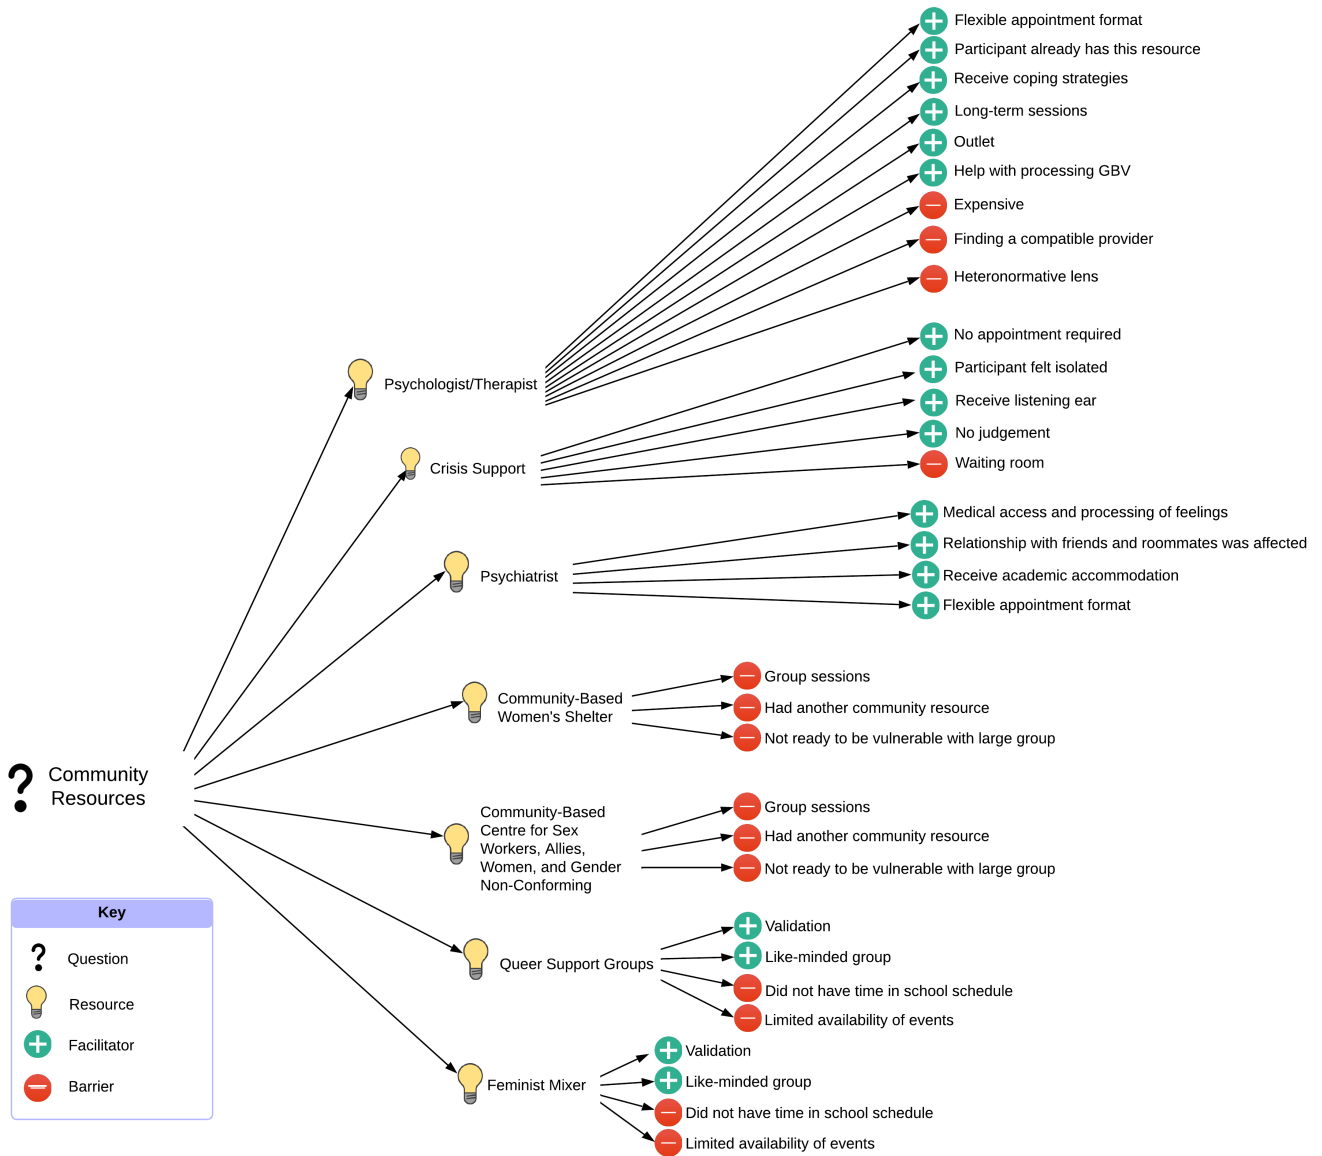 Flexible appointment format
Participant already has this resource
Receive coping strategies
Long-term sessions
Outlet
Help with processing GBV
Expensive
Finding a compatible provider
Heteronormative lens
Psychologist/Therapist
No appointment required
Participant felt isolated
Receive listening ear
No judgement
Waiting room
Crisis Support
Medical access and processing of feelings
Relationship with friends and roommates was affected
Receive academic accommodation
Flexible appointment format
Psychiatrist
Group sessions
Had another community resource
Not ready to be vulnerable with large group
Community-Based
Women's Shelter
? Community
Resources
Community-Based
Centre for Sex
Workers, Allies,
Women, and Gender
Non-Conforming
Group sessions
Had another community resource
Not ready to be vulnerable with large group
Queer Support Groups
Validation
Like-minded group
Did not have time in school schedule
Limited availability of events
Feminist Mixer
Validation
Like-minded group
Did not have time in school schedule
Limited availability of events
Key
? Question
Resource
Facilitator
Barrier